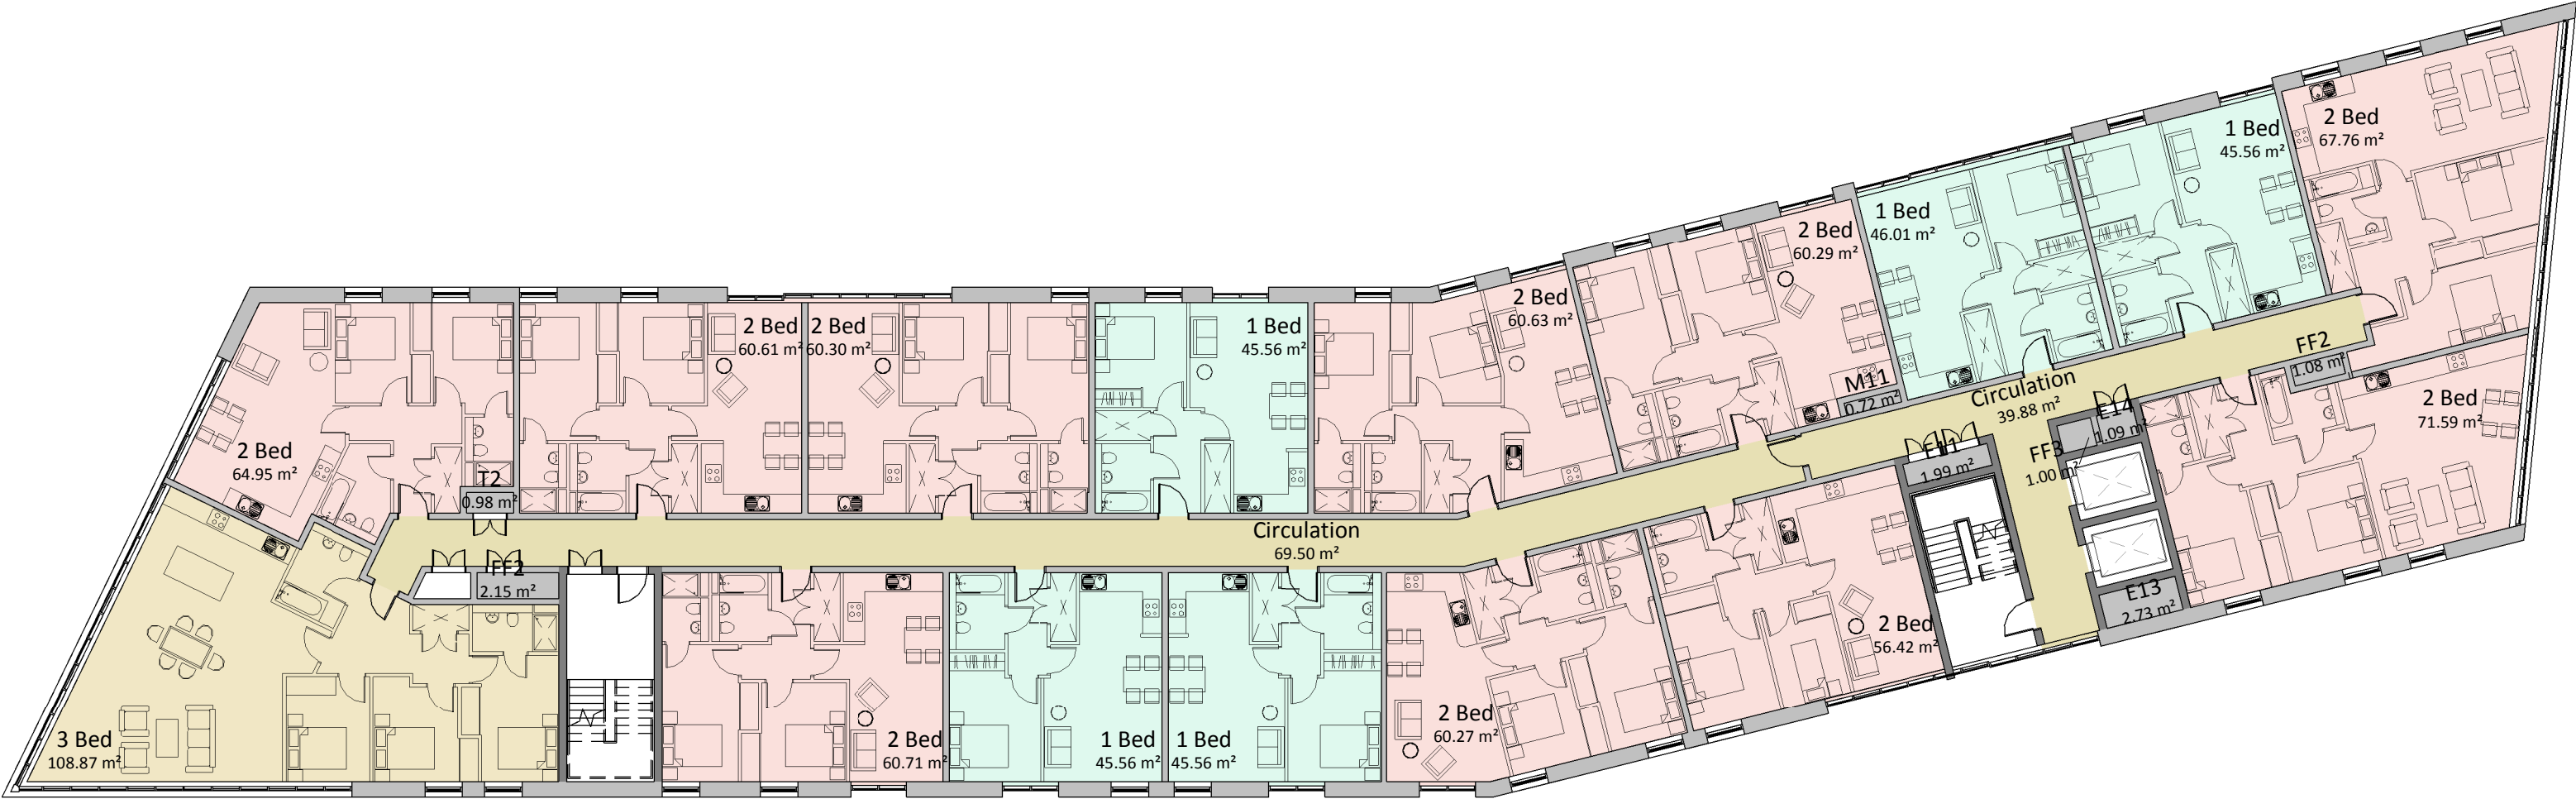 2 Bed
67.76 m²
1 Bed
45.56 m²
1 Bed
46.01 m²
2 Bed
60.29 m²
2 Bed
60.63 m²
1 Bed
45.56 m²
2 Bed
60.30 m²
2 Bed
60.61 m²
2 Bed
64.95 m²
T2
0.98 m²
M11
0.72 m²
Circulation
39.88 m²
FF2
1.08 m²
2 Bed
71.59 m²
E14
1.09 m²
FF3
1.00 m²
E11
1.99 m²
E13
2.73 m²
Circulation
69.50 m²
FF2
2.15 m²
3 Bed
108.87 m²
2 Bed
60.71 m²
1 Bed
45.56 m²
1 Bed
45.56 m²
2 Bed
60.27 m²
2 Bed
56.42 m²